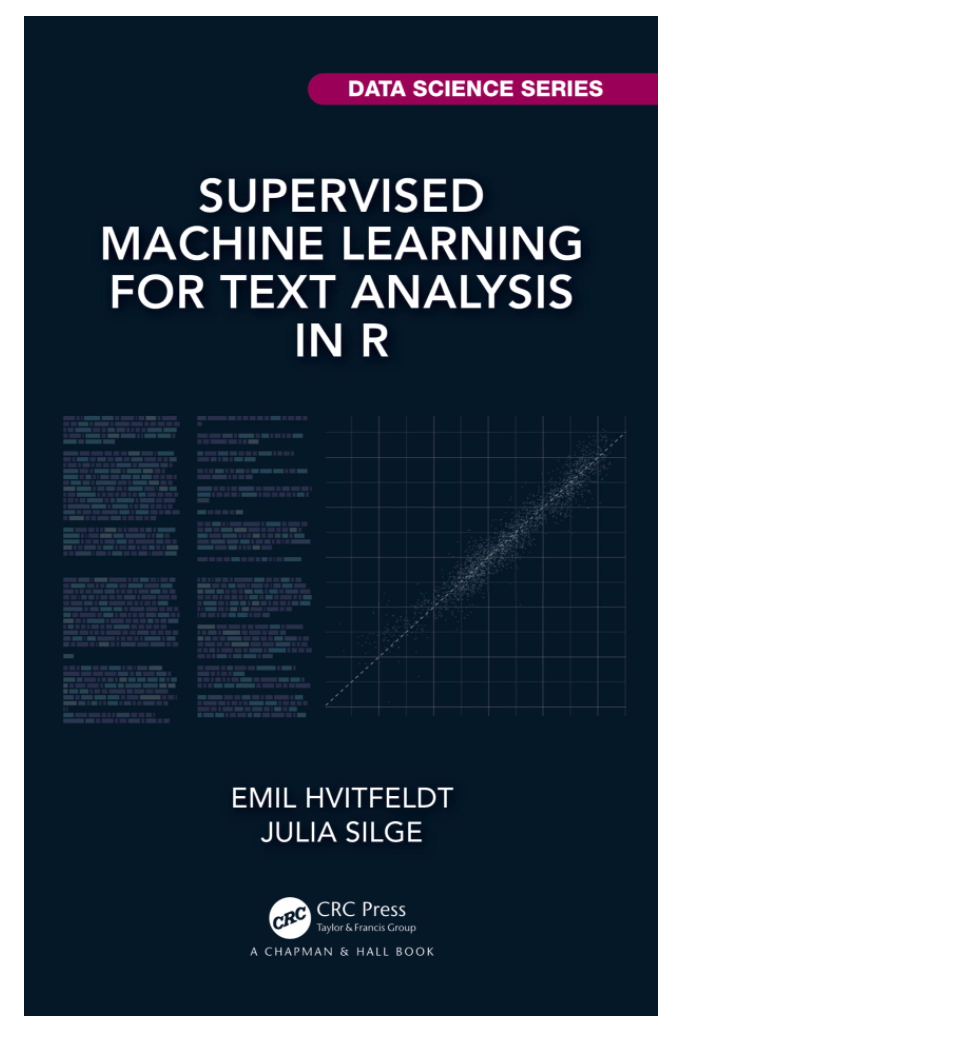 DATA SCIENCE SERIES
SUPERVISED
MACHINE LEARNING
FOR TEXT ANALYSIS
IN R
EMIL HVITFELDT
JULIA SILGE
CRC
CRC Press
Taylor & Francis Group
A CHAPMAN & HALL BOOK